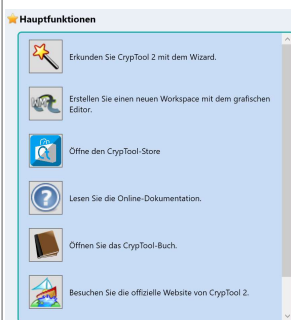 Hauptfunktionen
Erkunden Sie CrypTool 2 mit dem Wizard.
Erstellen Sie einen neuen Workspace mit dem grafischen
Editor.
Öffne den CrypTool-Store
Lesen Sie die Online-Dokumentation.
Öffnen Sie das CrypTool-Buch.
Besuchen Sie die offizielle Website von CrypTool 2.